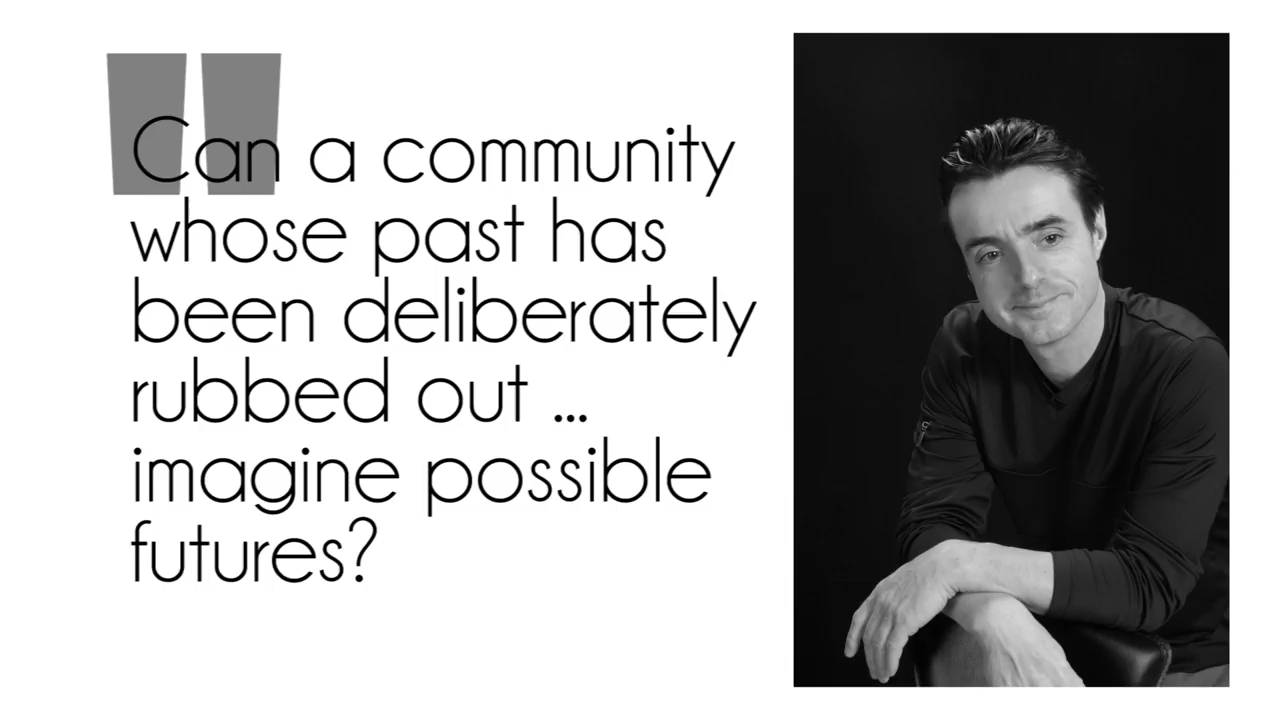 Can a community
whose past has
been deliberately
rubbed out ...
imagine possible
futures?